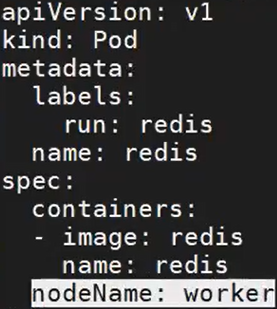 apiVersion: v1
kind: Pod
metadata:
  labels:
    run: redis
  name: redis
spec:
  containers:
  - image: redis
    name: redis
  nodeName: worker